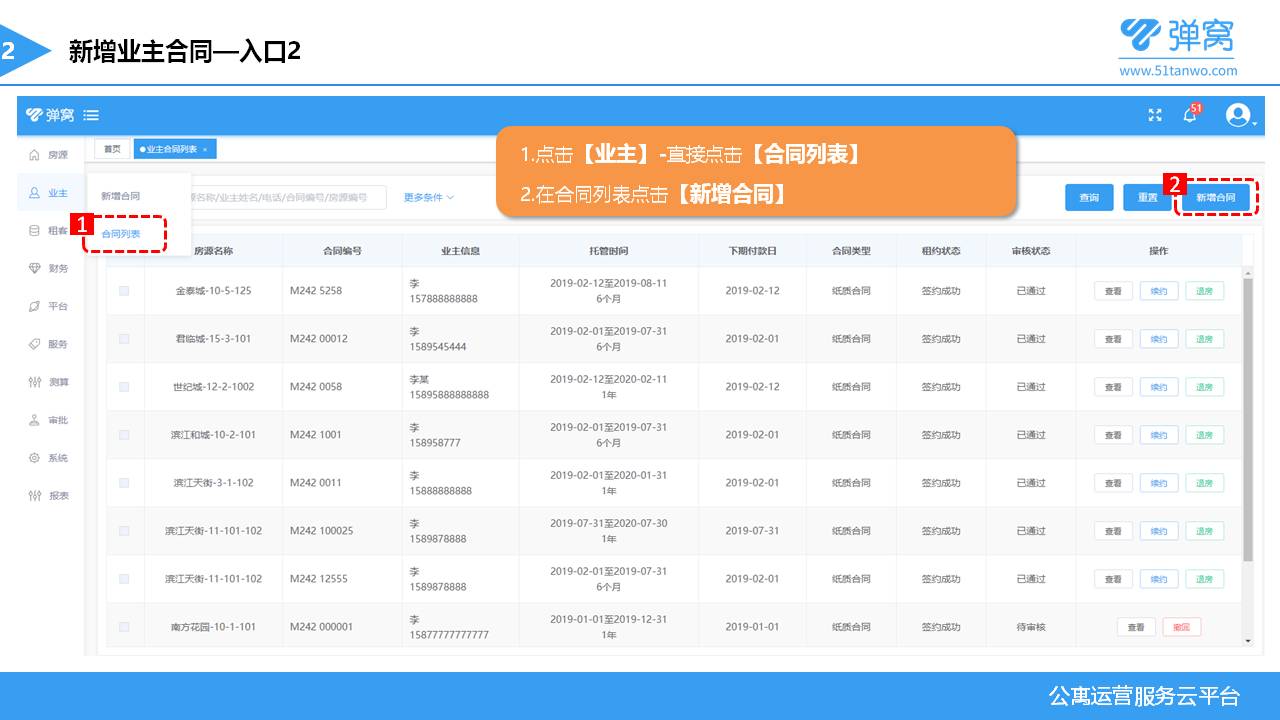 2
新增业主合同—入口2
弹窝
www.51tanwo.com
弹窝
51
首页
业主合同列表 ×
1.点击【业主】-直接点击【合同列表】
2.在合同列表点击【新增合同】
房源
业主
租客
财务
平台
服务
测算
审批
系统
报表
新增合同
1
合同列表
源名称/业主姓名/电话/合同编号/房源编号
更多条件
查询
重置
2
新增合同
房源名称 合同编号 业主信息 托管时间 下期付款日 合同类型 租约状态 审核状态 操作
金泰城-10-5-125 M242 5258 李 157888888888 2019-02-12至2019-08-11 6个月 2019-02-12 纸质合同 签约成功 已通过 查看 续约 退房
君临城-15-3-101 M242 00012 李 1589545444 2019-02-01至2019-07-31 6个月 2019-02-01 纸质合同 签约成功 已通过 查看 续约 退房
世纪城-12-2-1002 M242 0058 李某 15895888888888 2019-02-12至2020-02-11 1年 2019-02-12 纸质合同 签约成功 已通过 查看 续约 退房
滨江和城-10-2-101 M242 1001 李 158958777 2019-02-01至2019-07-31 6个月 2019-02-01 纸质合同 签约成功 已通过 查看 续约 退房
滨江天街-3-1-102 M242 0011 李 15888888888 2019-02-01至2020-01-31 1年 2019-02-01 纸质合同 签约成功 已通过 查看 续约 退房
滨江天街-11-101-102 M242 100025 李 1589878888 2019-07-31至2020-07-30 1年 2019-07-31 纸质合同 签约成功 已通过 查看 续约 退房
滨江天街-11-101-102 M242 12555 李 1589878888 2019-02-01至2019-07-31 6个月 2019-02-01 纸质合同 签约成功 已通过 查看 续约 退房
南方花园-10-1-101 M242 000001 李 15877777777777 2019-01-01至2019-12-31 1年 2019-01-01 纸质合同 签约成功 待审核 查看 撤回
公寓运营服务云平台